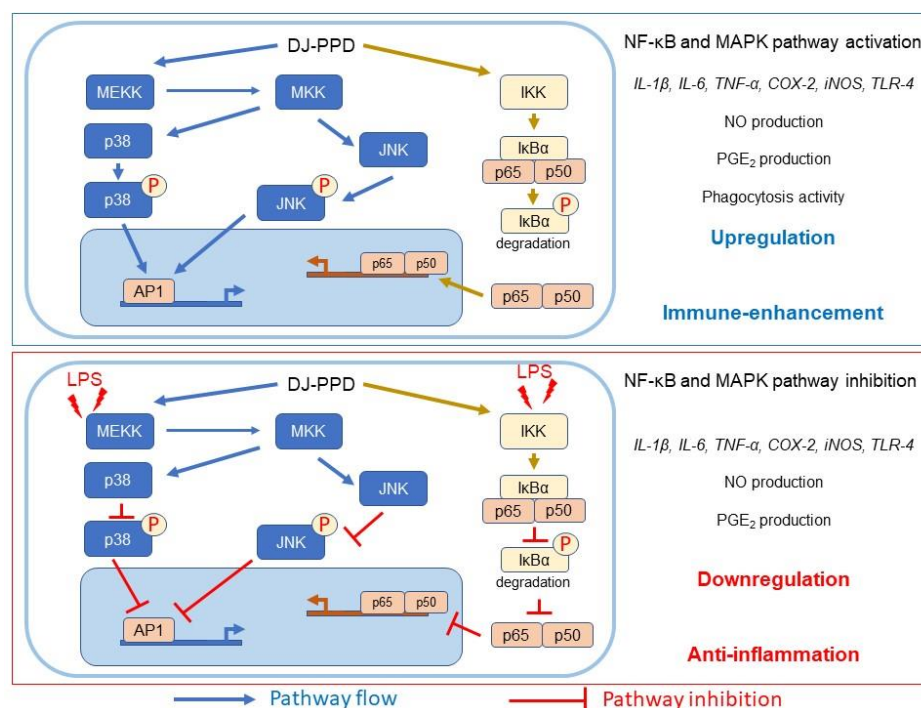 DJ-PPD
NF-κB and MAPK pathway activation
MEKK
MKK
IKK
IL-1β, IL-6, TNF-α, COX-2, iNOS, TLR-4
p38
JNK
IκBα
p65 p50
NO production
PGE₂ production
p38 P
JNK P
IκBα P
degradation
Phagocytosis activity
Upregulation
AP1
p65 p50
p65 p50
Immune-enhancement
LPS
DJ-PPD
LPS
NF-κB and MAPK pathway inhibition
MEKK
MKK
IKK
IL-1β, IL-6, TNF-α, COX-2, iNOS, TLR-4
p38
JNK
IκBα
p65 p50
NO production
PGE₂ production
p38 P
JNK P
IκBα P
degradation
Downregulation
AP1
p65 p50
p65 p50
Anti-inflammation
Pathway flow
Pathway inhibition